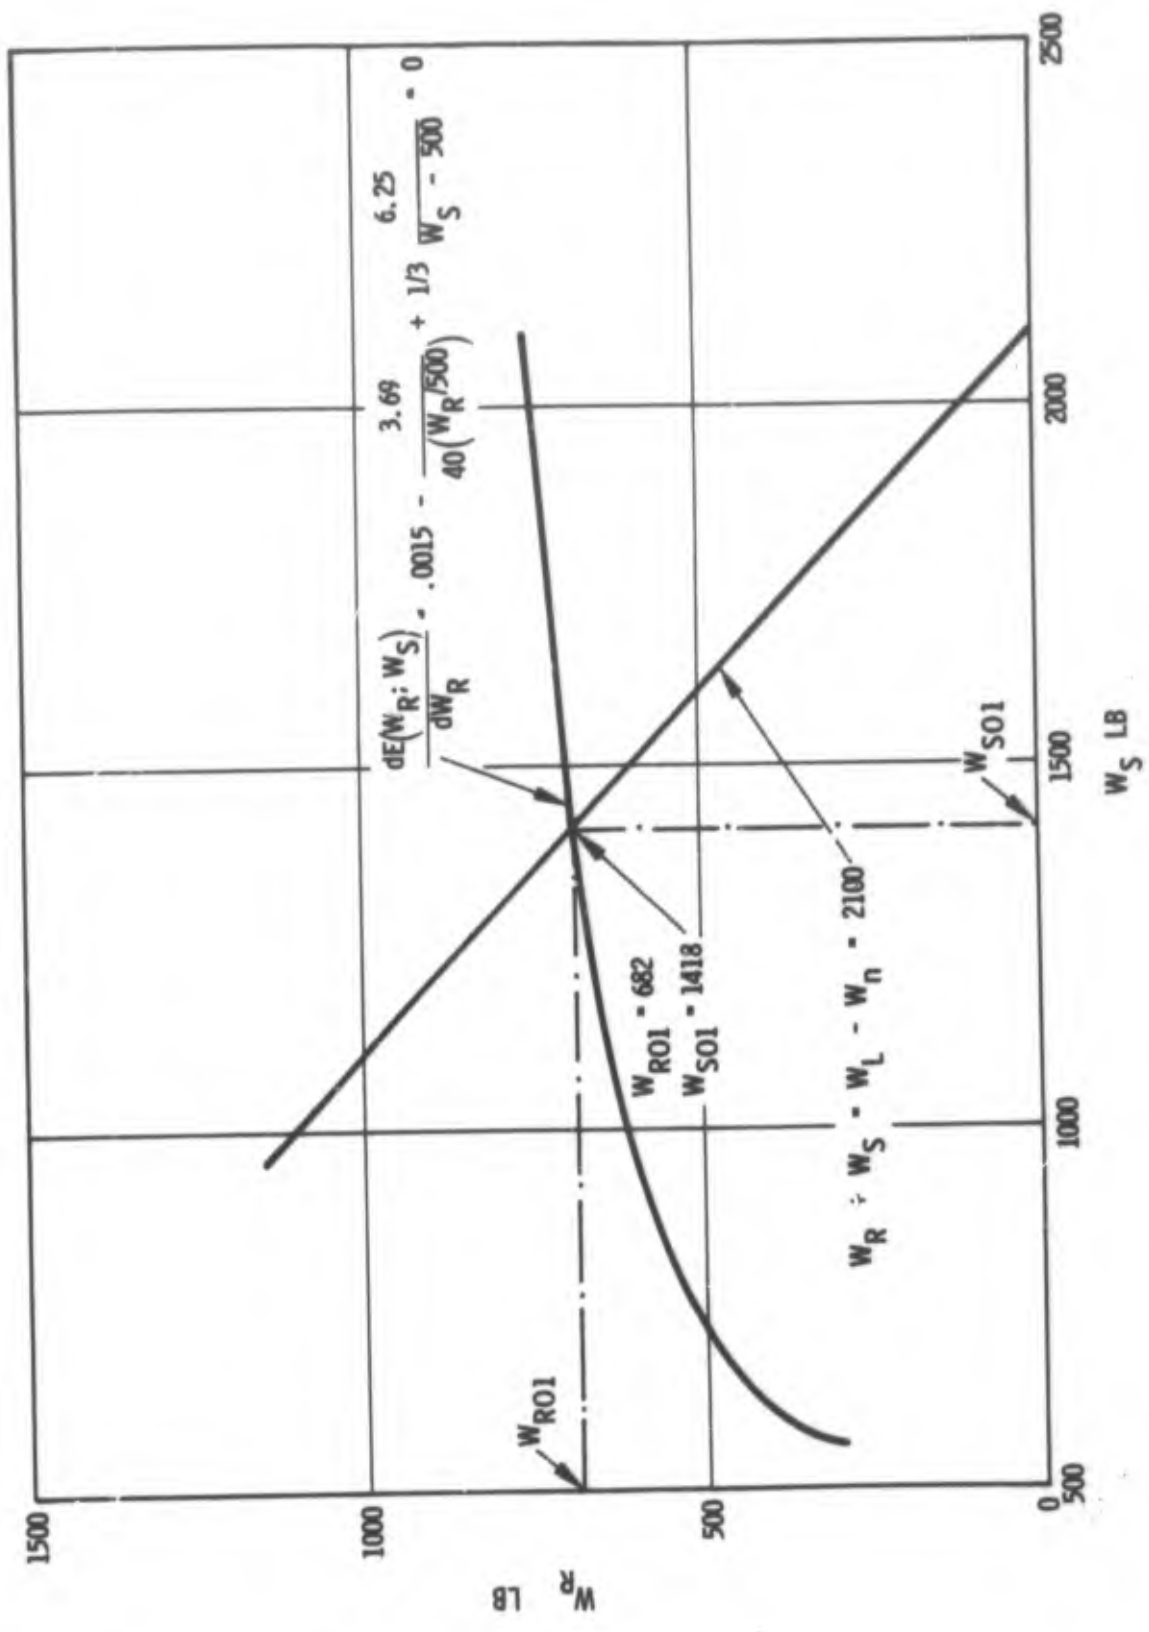 1500
1000
500
0
W_R LB
500
1000
1500
2000
2500
W_S LB
dE(W_R; W_S)
dW_R
= .0015 - 3.69 / 40(W_R/500) + 1/3 6.25 / W_S - 500 = 0
W_RO1 = 682
W_SO1 = 1418
W_R + W_S = W_L - W_n = 2100
W_RO1
W_SO1